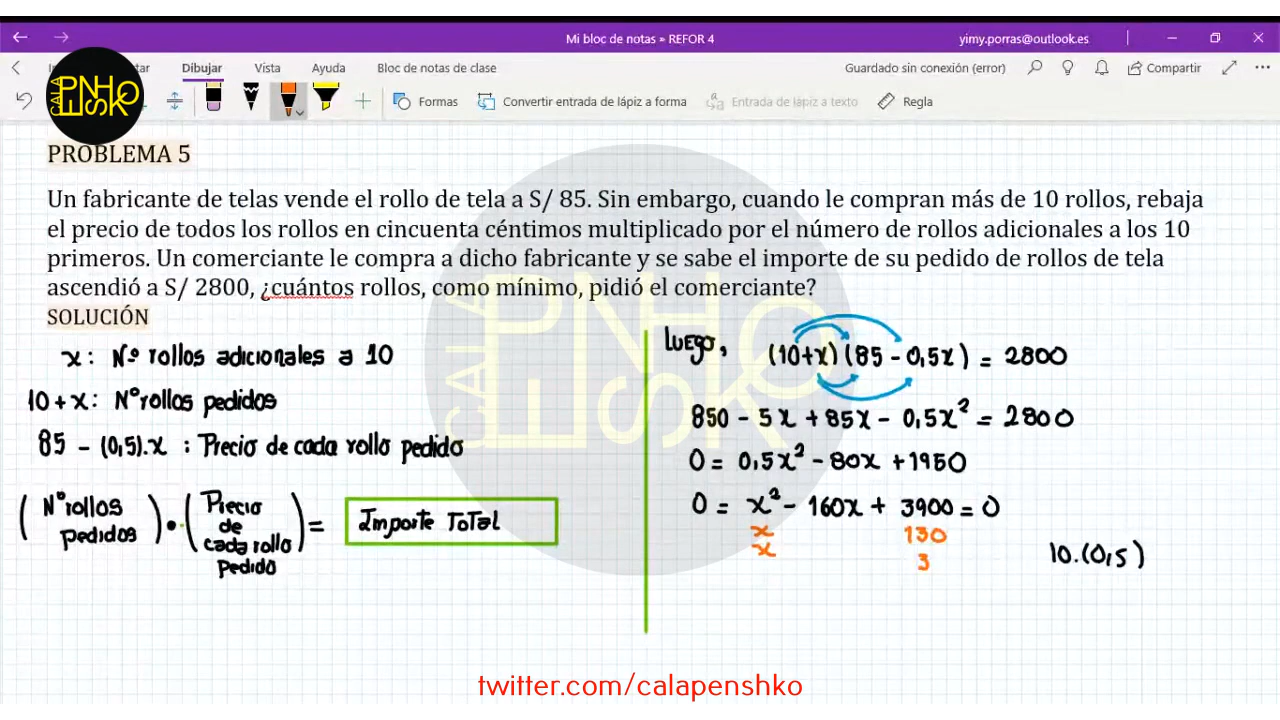 Mi bloc de notas » REFOR 4
yimy.porras@outlook.es
Dibujar
Vista
Ayuda
Bloc de notas de clase
Guardado sin conexión (error)
Compartir
Formas
Convertir entrada de lápiz a forma
Entrada de lápiz a texto
Regla
CALA
PENSHKO
PROBLEMA 5
Un fabricante de telas vende el rollo de tela a S/ 85. Sin embargo, cuando le compran más de 10 rollos, rebaja
el precio de todos los rollos en cincuenta céntimos multiplicado por el número de rollos adicionales a los 10
primeros. Un comerciante le compra a dicho fabricante y se sabe el importe de su pedido de rollos de tela
ascendió a S/ 2800, ¿cuántos rollos, como mínimo, pidió el comerciante?
SOLUCIÓN
x: Nº rollos adicionales a 10
10 + x: Nº rollos pedidos
85 - (0,5).x : Precio de cada rollo pedido
(Nº rollos pedidos) • (Precio de cada rollo pedido) = Importe Total
Luego, (10+x)(85 - 0,5x) = 2800
850 - 5x + 85x - 0,5x² = 2800
0 = 0,5x² - 80x + 1950
0 = x² - 160x + 3900 = 0
x 130
x 3
10.(0,5)
twitter.com/calapenshko